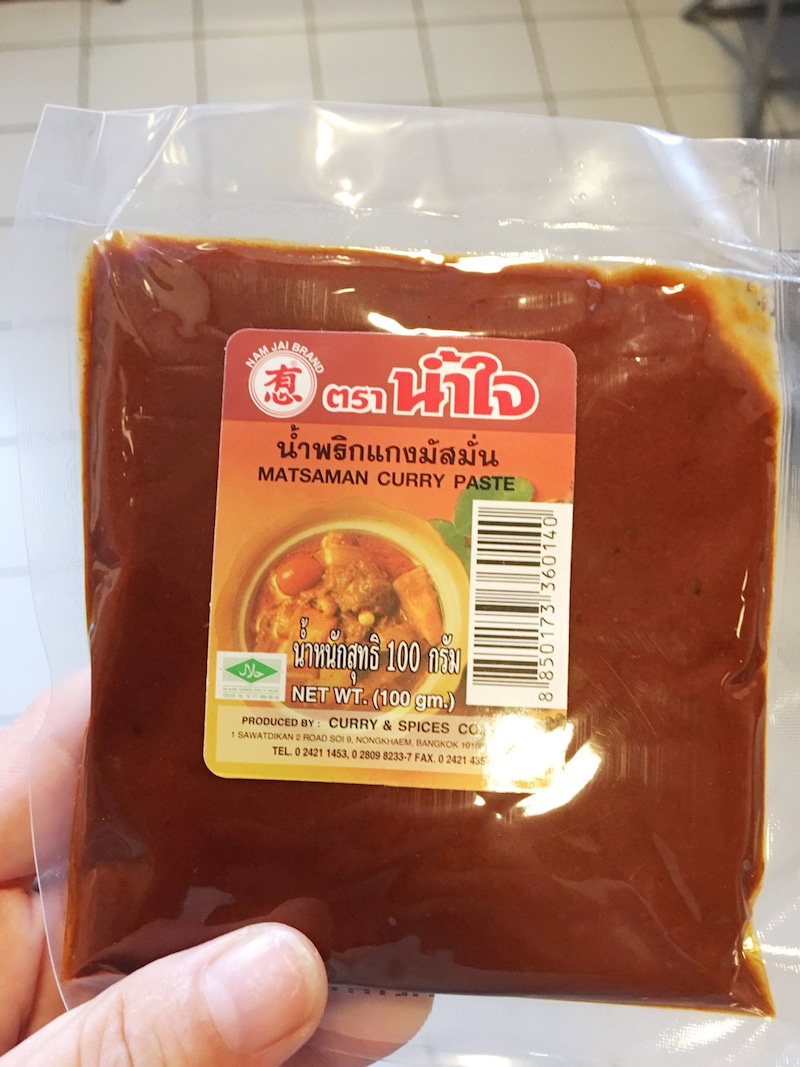 NAM JAI BRAND
ตรา น้ำใจ
น้ำพริกแกงมัสมั่น
MATSAMAN CURRY PASTE
8 850173 360140
น้ำหนักสุทธิ 100 กรัม
NET WT. (100 gm.)
PRODUCED BY : CURRY & SPICES CO.
1 SAWATDIKAN 2 ROAD SOI 9, NONGKHAEM, BANGKOK
TEL. 0 2421 1453, 0 2809 8233-7 FAX. 0 2421